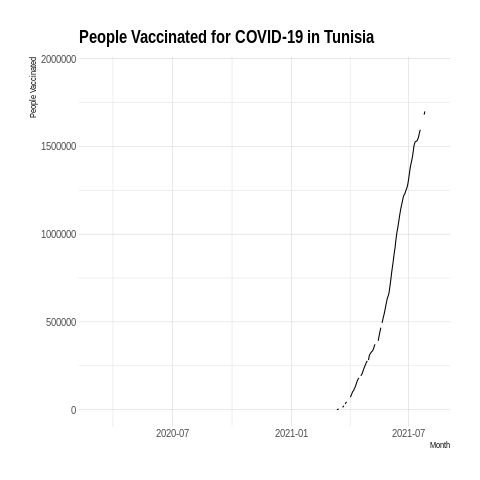 People Vaccinated for COVID-19 in Tunisia
People Vaccinated
2000000
1500000
1000000
500000
0
2020-07 2021-01 2021-07
Month